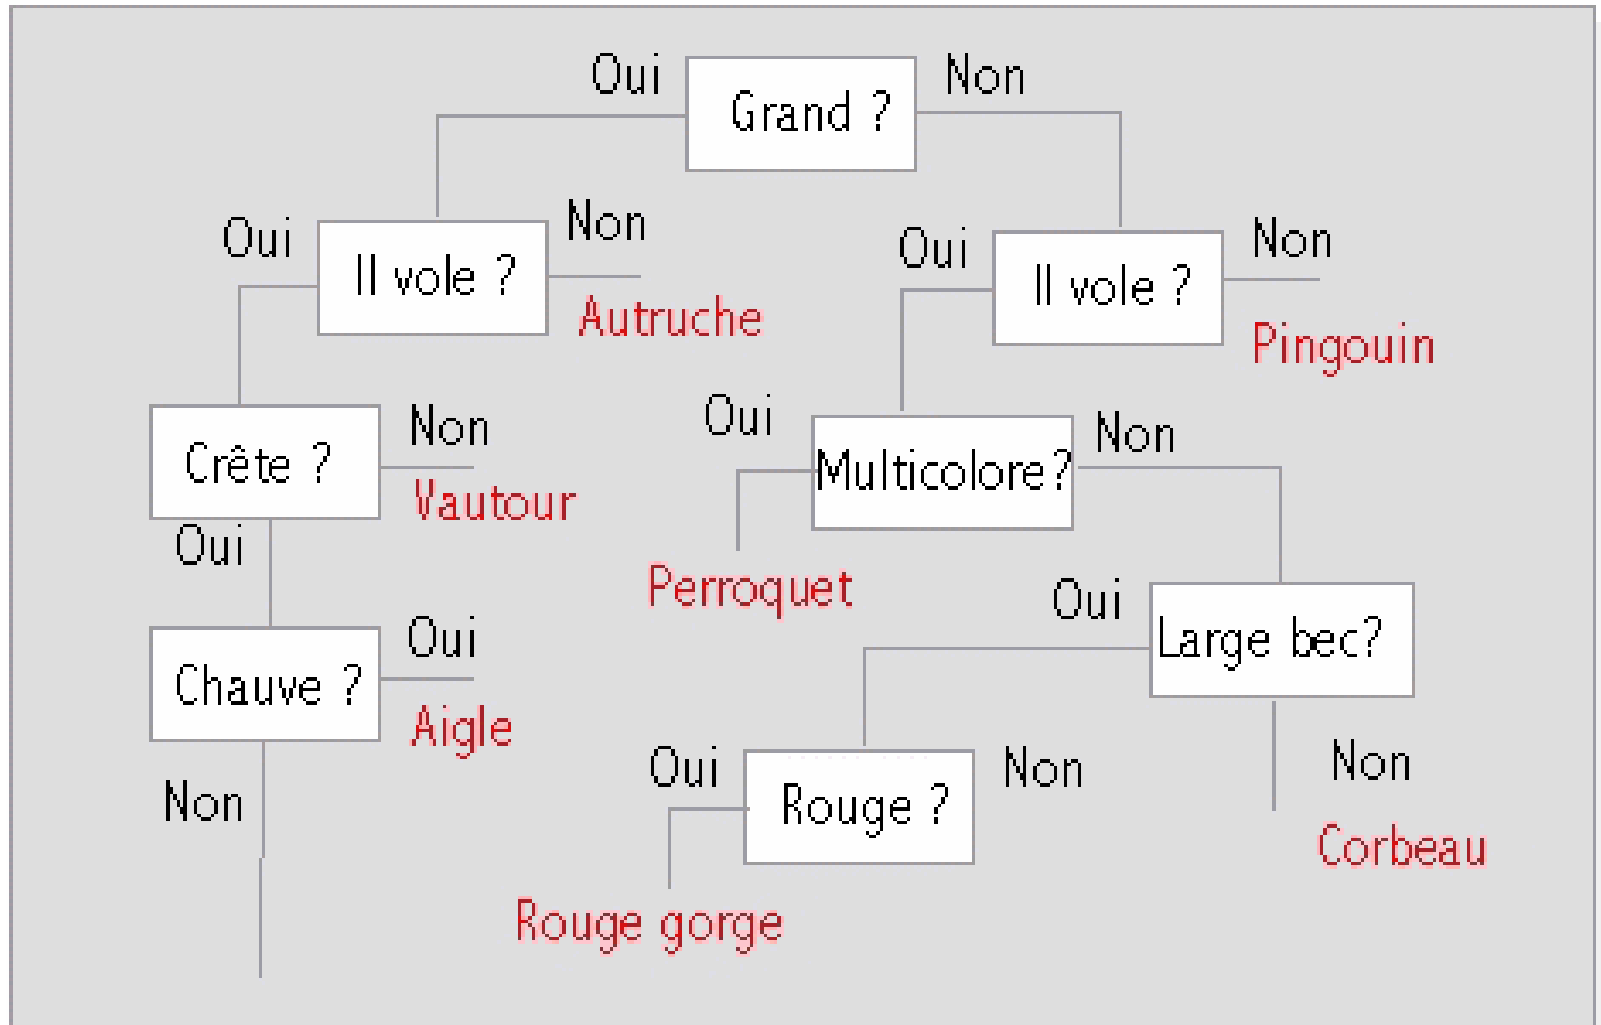 Oui
Grand ?
Non
Oui
Il vole ?
Non
Autruche
Oui
Il vole ?
Non
Pingouin
Crête ?
Non
Vautour
Oui
Oui
Multicolore?
Non
Perroquet
Chauve ?
Oui
Aigle
Non
Oui
Large bec?
Non
Corbeau
Oui
Rouge ?
Non
Rouge gorge